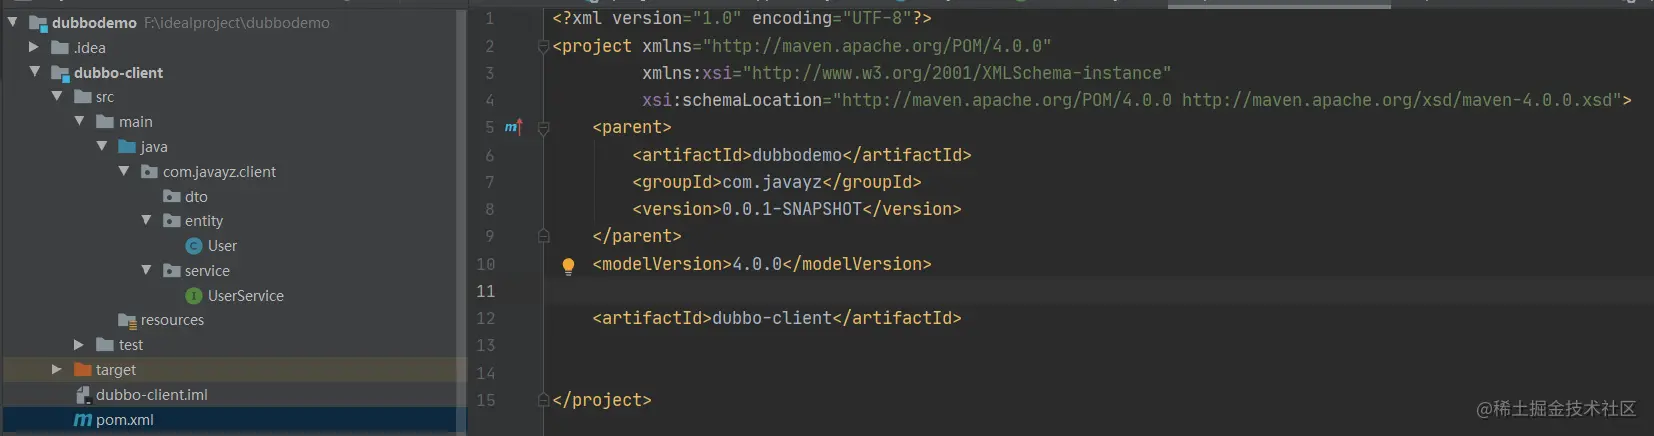 dubbodemo F:\idealproject\dubbodemo
.idea
dubbo-client
src
main
java
com.javayz.client
dto
entity
User
service
UserService
resources
test
target
dubbo-client.iml
pom.xml
1 <?xml version="1.0" encoding="UTF-8"?>
2 <project xmlns="http://maven.apache.org/POM/4.0.0"
3 xmlns:xsi="http://www.w3.org/2001/XMLSchema-instance"
4 xsi:schemaLocation="http://maven.apache.org/POM/4.0.0 http://maven.apache.org/xsd/maven-4.0.0.xsd">
5 <parent>
6 <artifactId>dubbodemo</artifactId>
7 <groupId>com.javayz</groupId>
8 <version>0.0.1-SNAPSHOT</version>
9 </parent>
10 <modelVersion>4.0.0</modelVersion>
11
12 <artifactId>dubbo-client</artifactId>
13
14
15 </project>
@稀土掘金技术社区